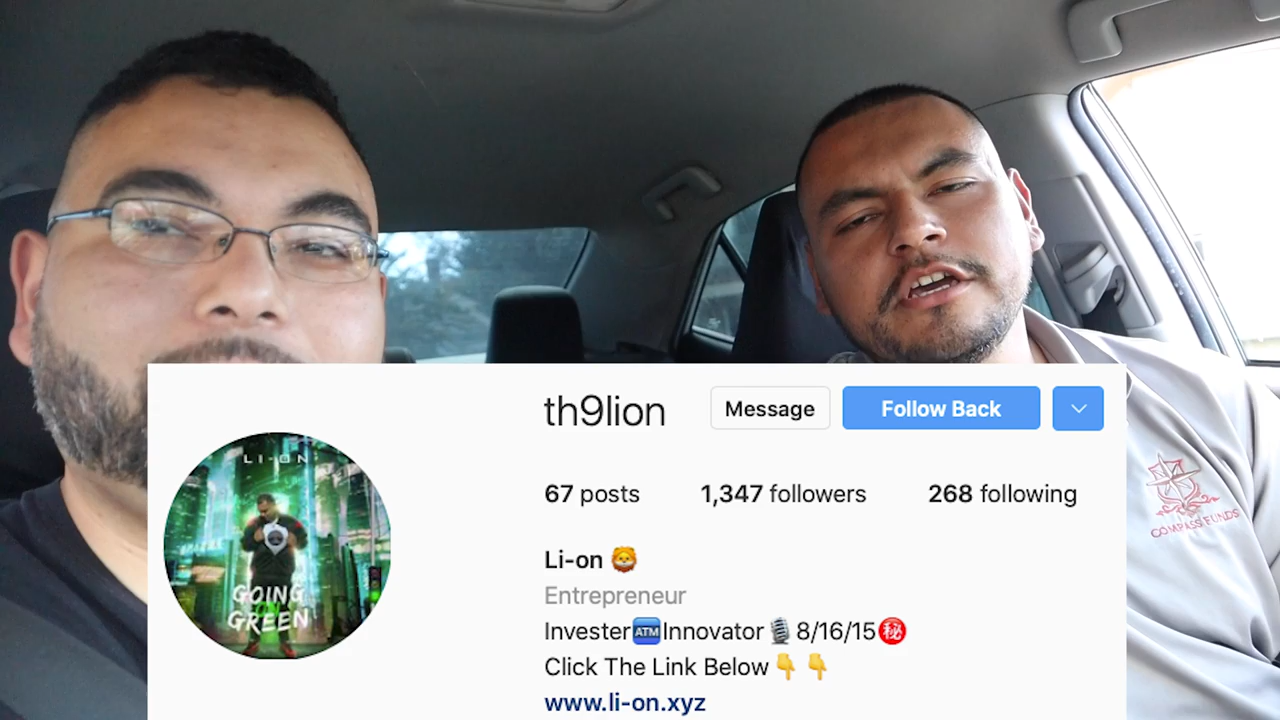 th9lion
Message
Follow Back
67 posts 1,347 followers 268 following
Li-on 🦁
Entrepreneur
Invester🏧Innovator🎙️8/16/15㊙️
Click The Link Below👇👇
www.li-on.xyz
LI-ON
GOING
GREEN
COMPASS FUNDS